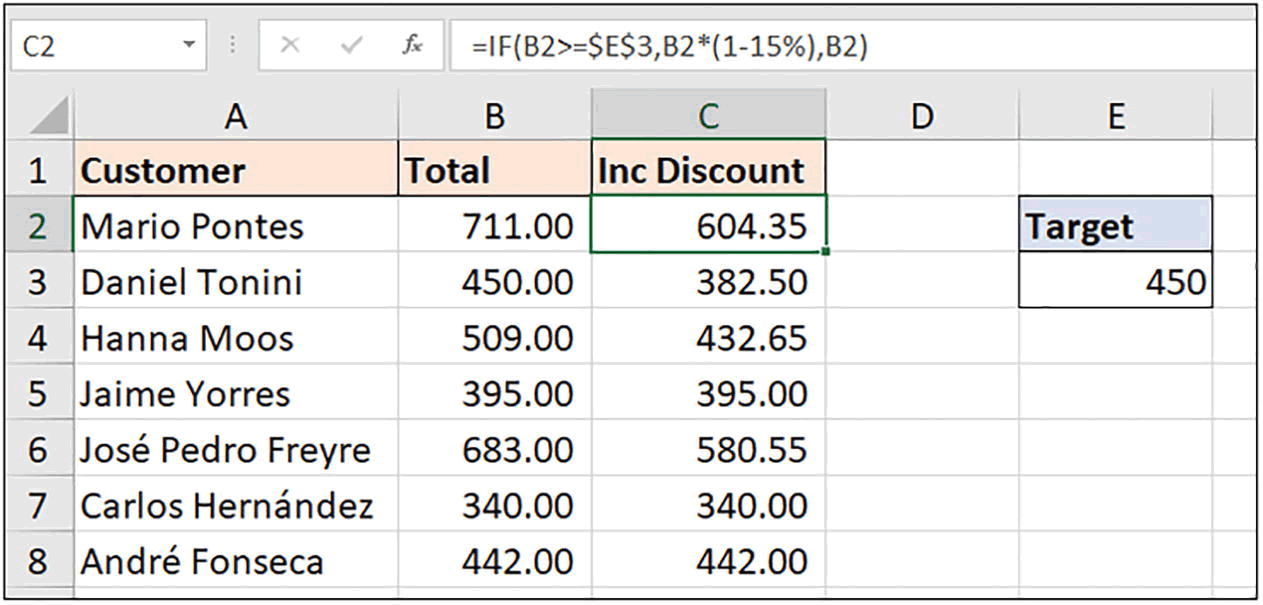 C2 fx =IF(B2>=$E$3,B2*(1-15%),B2)
A B C D E
1 Customer Total Inc Discount
2 Mario Pontes 711.00 604.35 Target
3 Daniel Tonini 450.00 382.50 450
4 Hanna Moos 509.00 432.65
5 Jaime Yorres 395.00 395.00
6 José Pedro Freyre 683.00 580.55
7 Carlos Hernández 340.00 340.00
8 André Fonseca 442.00 442.00